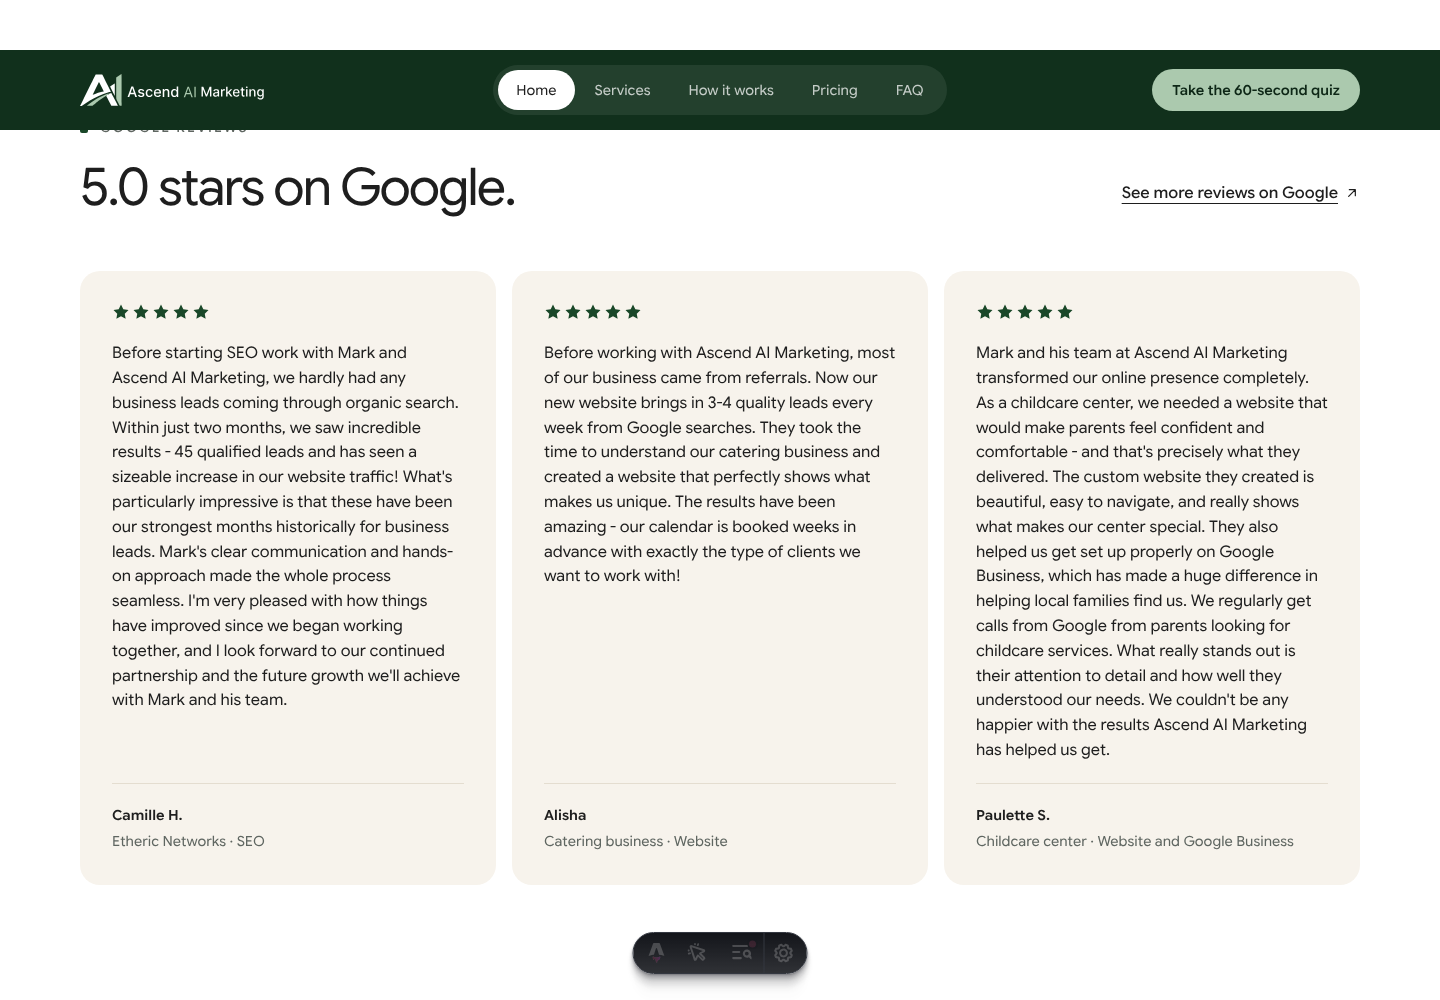 Ascend AI Marketing
Home
Services
How it works
Pricing
FAQ
Take the 60-second quiz
5.0 stars on Google.
See more reviews on Google
Before starting SEO work with Mark and
Ascend AI Marketing, we hardly had any
business leads coming through organic search.
Within just two months, we saw incredible
results - 45 qualified leads and has seen a
sizeable increase in our website traffic! What's
particularly impressive is that these have been
our strongest months historically for business
leads. Mark's clear communication and hands-
on approach made the whole process
seamless. I'm very pleased with how things
have improved since we began working
together, and I look forward to our continued
partnership and the future growth we'll achieve
with Mark and his team.
Camille H.
Etheric Networks · SEO
Before working with Ascend AI Marketing, most
of our business came from referrals. Now our
new website brings in 3-4 quality leads every
week from Google searches. They took the
time to understand our catering business and
created a website that perfectly shows what
makes us unique. The results have been
amazing - our calendar is booked weeks in
advance with exactly the type of clients we
want to work with!
Alisha
Catering business · Website
Mark and his team at Ascend AI Marketing
transformed our online presence completely.
As a childcare center, we needed a website that
would make parents feel confident and
comfortable - and that's precisely what they
delivered. The custom website they created is
beautiful, easy to navigate, and really shows
what makes our center special. They also
helped us get set up properly on Google
Business, which has made a huge difference in
helping local families find us. We regularly get
calls from Google from parents looking for
childcare services. What really stands out is
their attention to detail and how well they
understood our needs. We couldn't be any
happier with the results Ascend AI Marketing
has helped us get.
Paulette S.
Childcare center · Website and Google Business